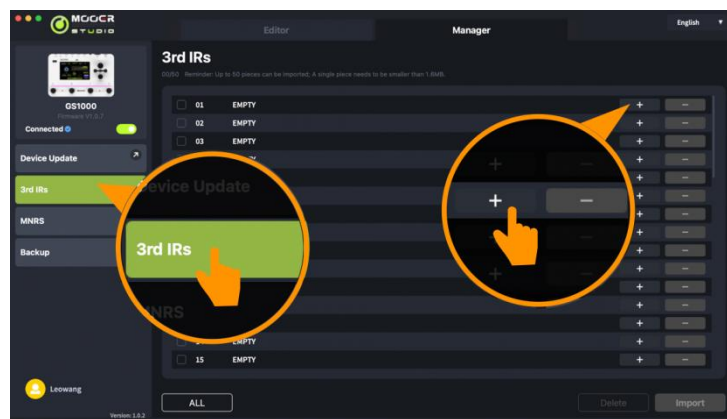 MOOER
STUDIO
Editor
Manager
English
GS1000
Firmware V1.0.7
Connected
Device Update
3rd IRs
MNRS
Backup
Leowang
Version: 1.0.2
3rd IRs
00/50 Reminder: Up to 50 pieces can be imported; A single piece needs to be smaller than 1.6MB.
01 EMPTY + −
02 EMPTY + −
03 EMPTY +
Device Update
3rd IRs
MNRS
+ −
+ −
EMPTY + −
15 EMPTY + −
ALL
Delete
Import